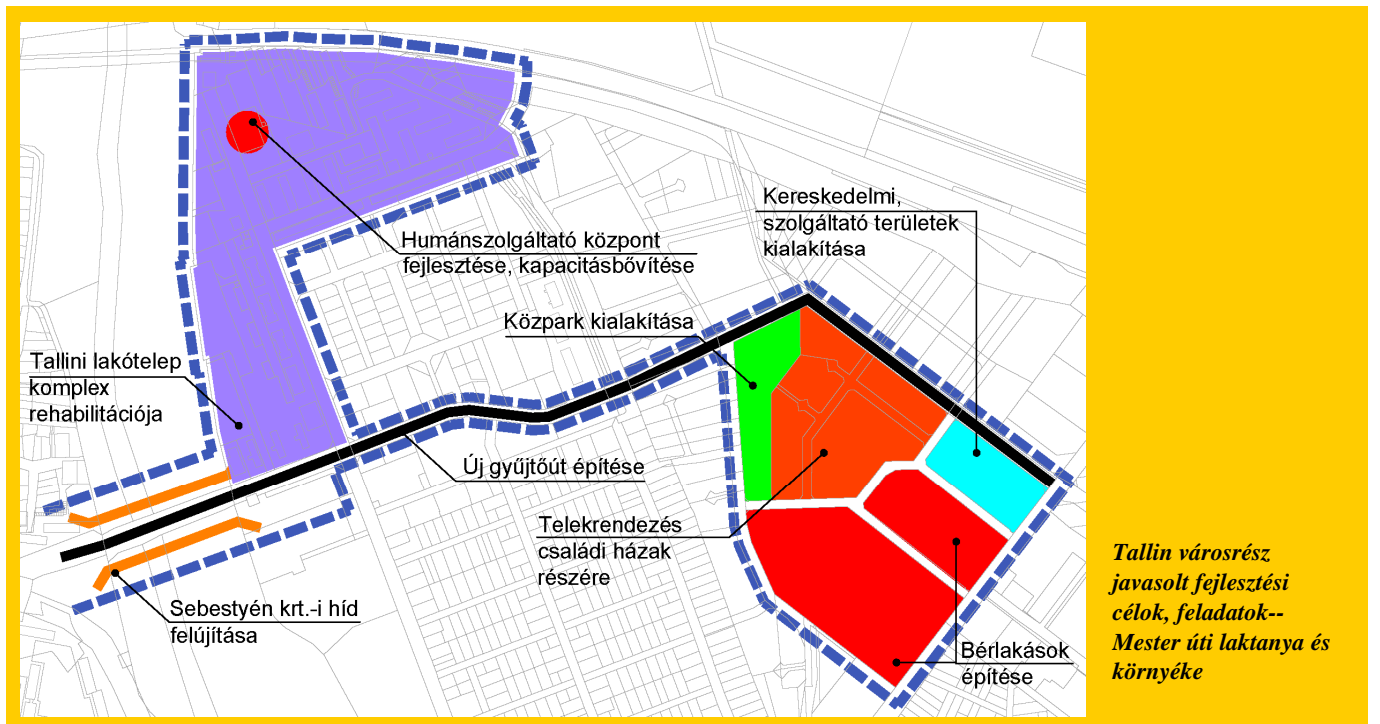 Kereskedelmi,
szolgáltató területek
kialakítása
Humánszolgáltató központ
fejlesztése, kapacitásbővítése
Közpark kialakítása
Tallini lakótelep
komplex
rehabilitációja
Új gyűjtőút építése
Telekrendezés
családi házak
részére
Sebestyén krt.-i híd
felújítása
Bérlakások
építése
Tallin városrész
javasolt fejlesztési
célok, feladatok--
Mester úti laktanya és
környéke